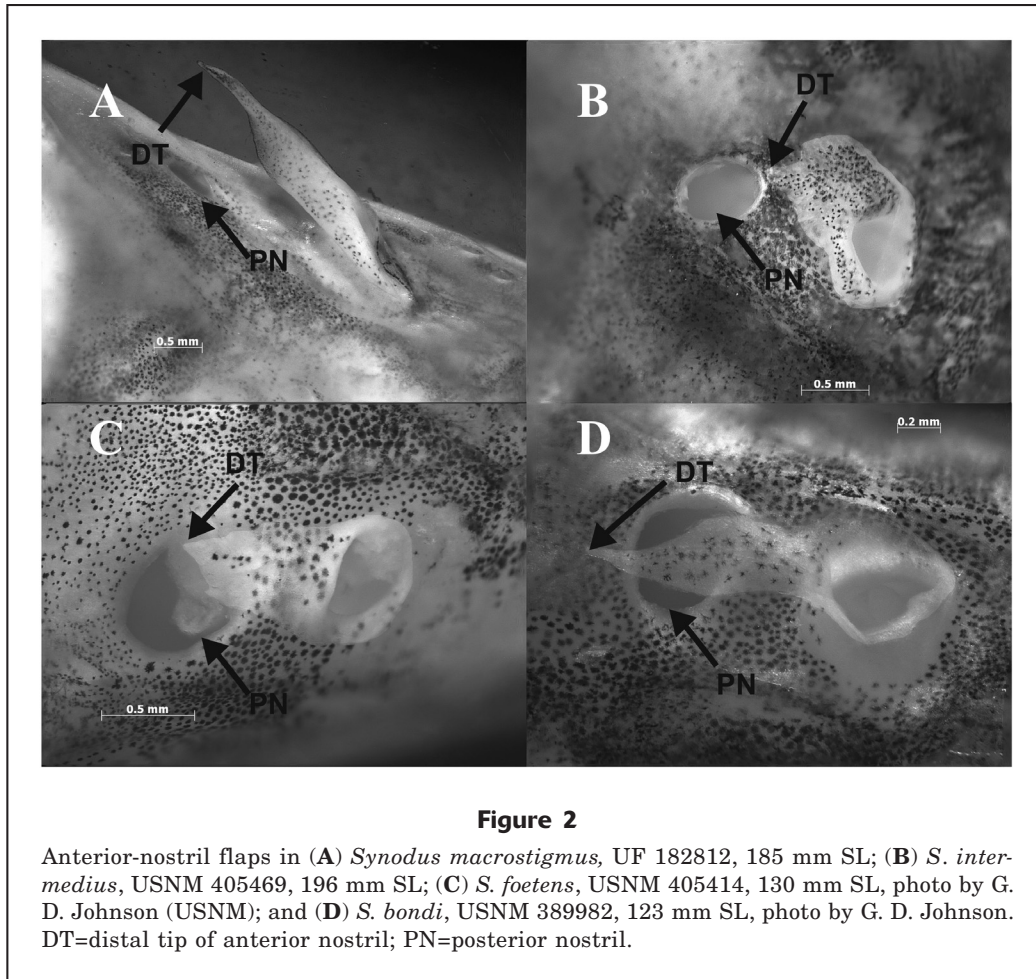 A
DT
PN
0.5 mm
B
DT
PN
0.5 mm
C
DT
PN
0.5 mm
D
0.2 mm
DT
PN
Figure 2
Anterior-nostril flaps in (A) Synodus macrostigmus, UF 182812, 185 mm SL; (B) S. inter-
medius, USNM 405469, 196 mm SL; (C) S. foetens, USNM 405414, 130 mm SL, photo by G.
D. Johnson (USNM); and (D) S. bondi, USNM 389982, 123 mm SL, photo by G. D. Johnson.
DT=distal tip of anterior nostril; PN=posterior nostril.